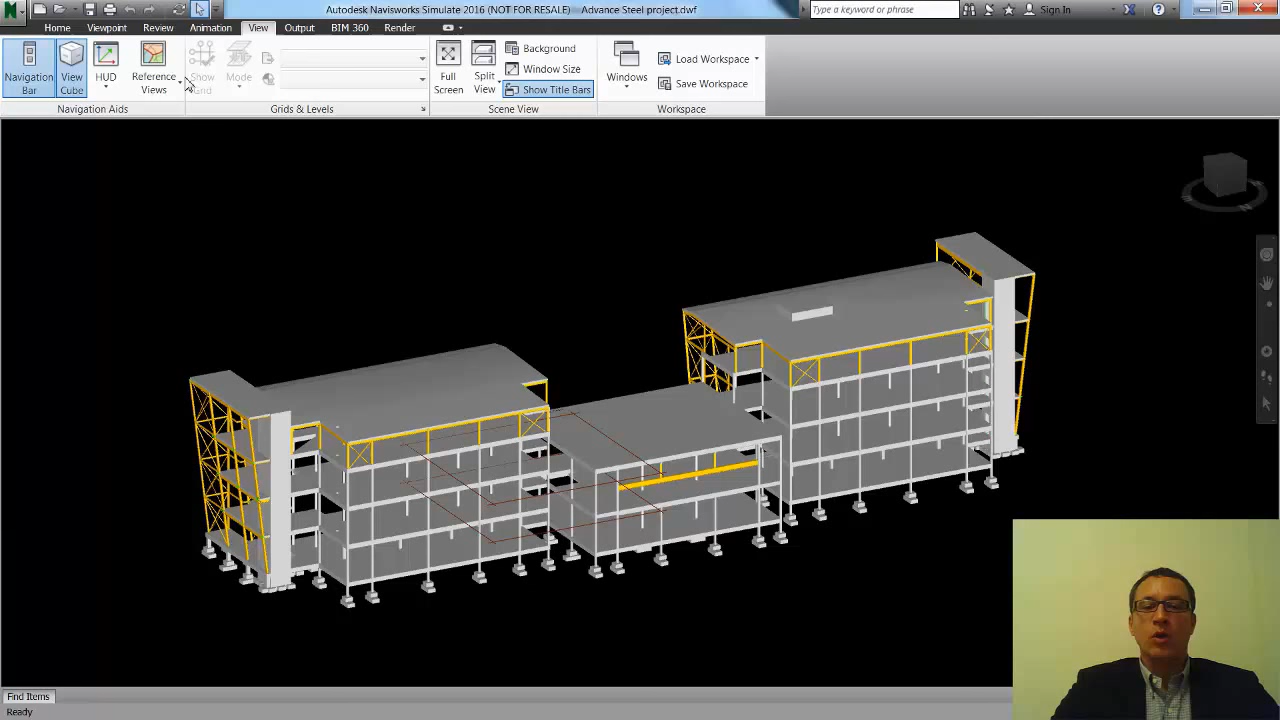 Autodesk Navisworks Simulate 2016 (NOT FOR RESALE) Advance Steel project.dwf
Type a keyword or phrase
Sign In
Home Viewpoint Review Animation View Output BIM 360 Render
Navigation Bar
View Cube
HUD
Reference Views
Show Grid
Mode
Full Screen
Split View
Background
Window Size
Show Title Bars
Windows
Load Workspace
Save Workspace
Navigation Aids
Grids & Levels
Scene View
Workspace
Find Items
Ready